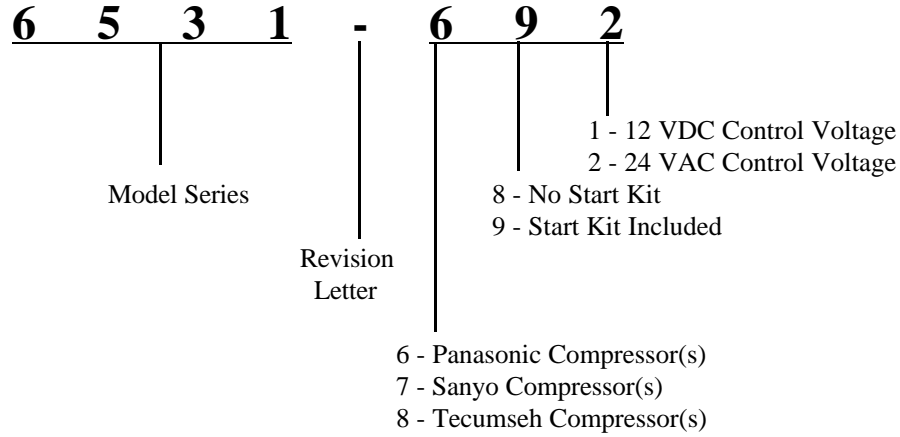 6 5 3 1 - 6 9 2
1 - 12 VDC Control Voltage
2 - 24 VAC Control Voltage
Model Series
8 - No Start Kit
9 - Start Kit Included
Revision
Letter
6 - Panasonic Compressor(s)
7 - Sanyo Compressor(s)
8 - Tecumseh Compressor(s)